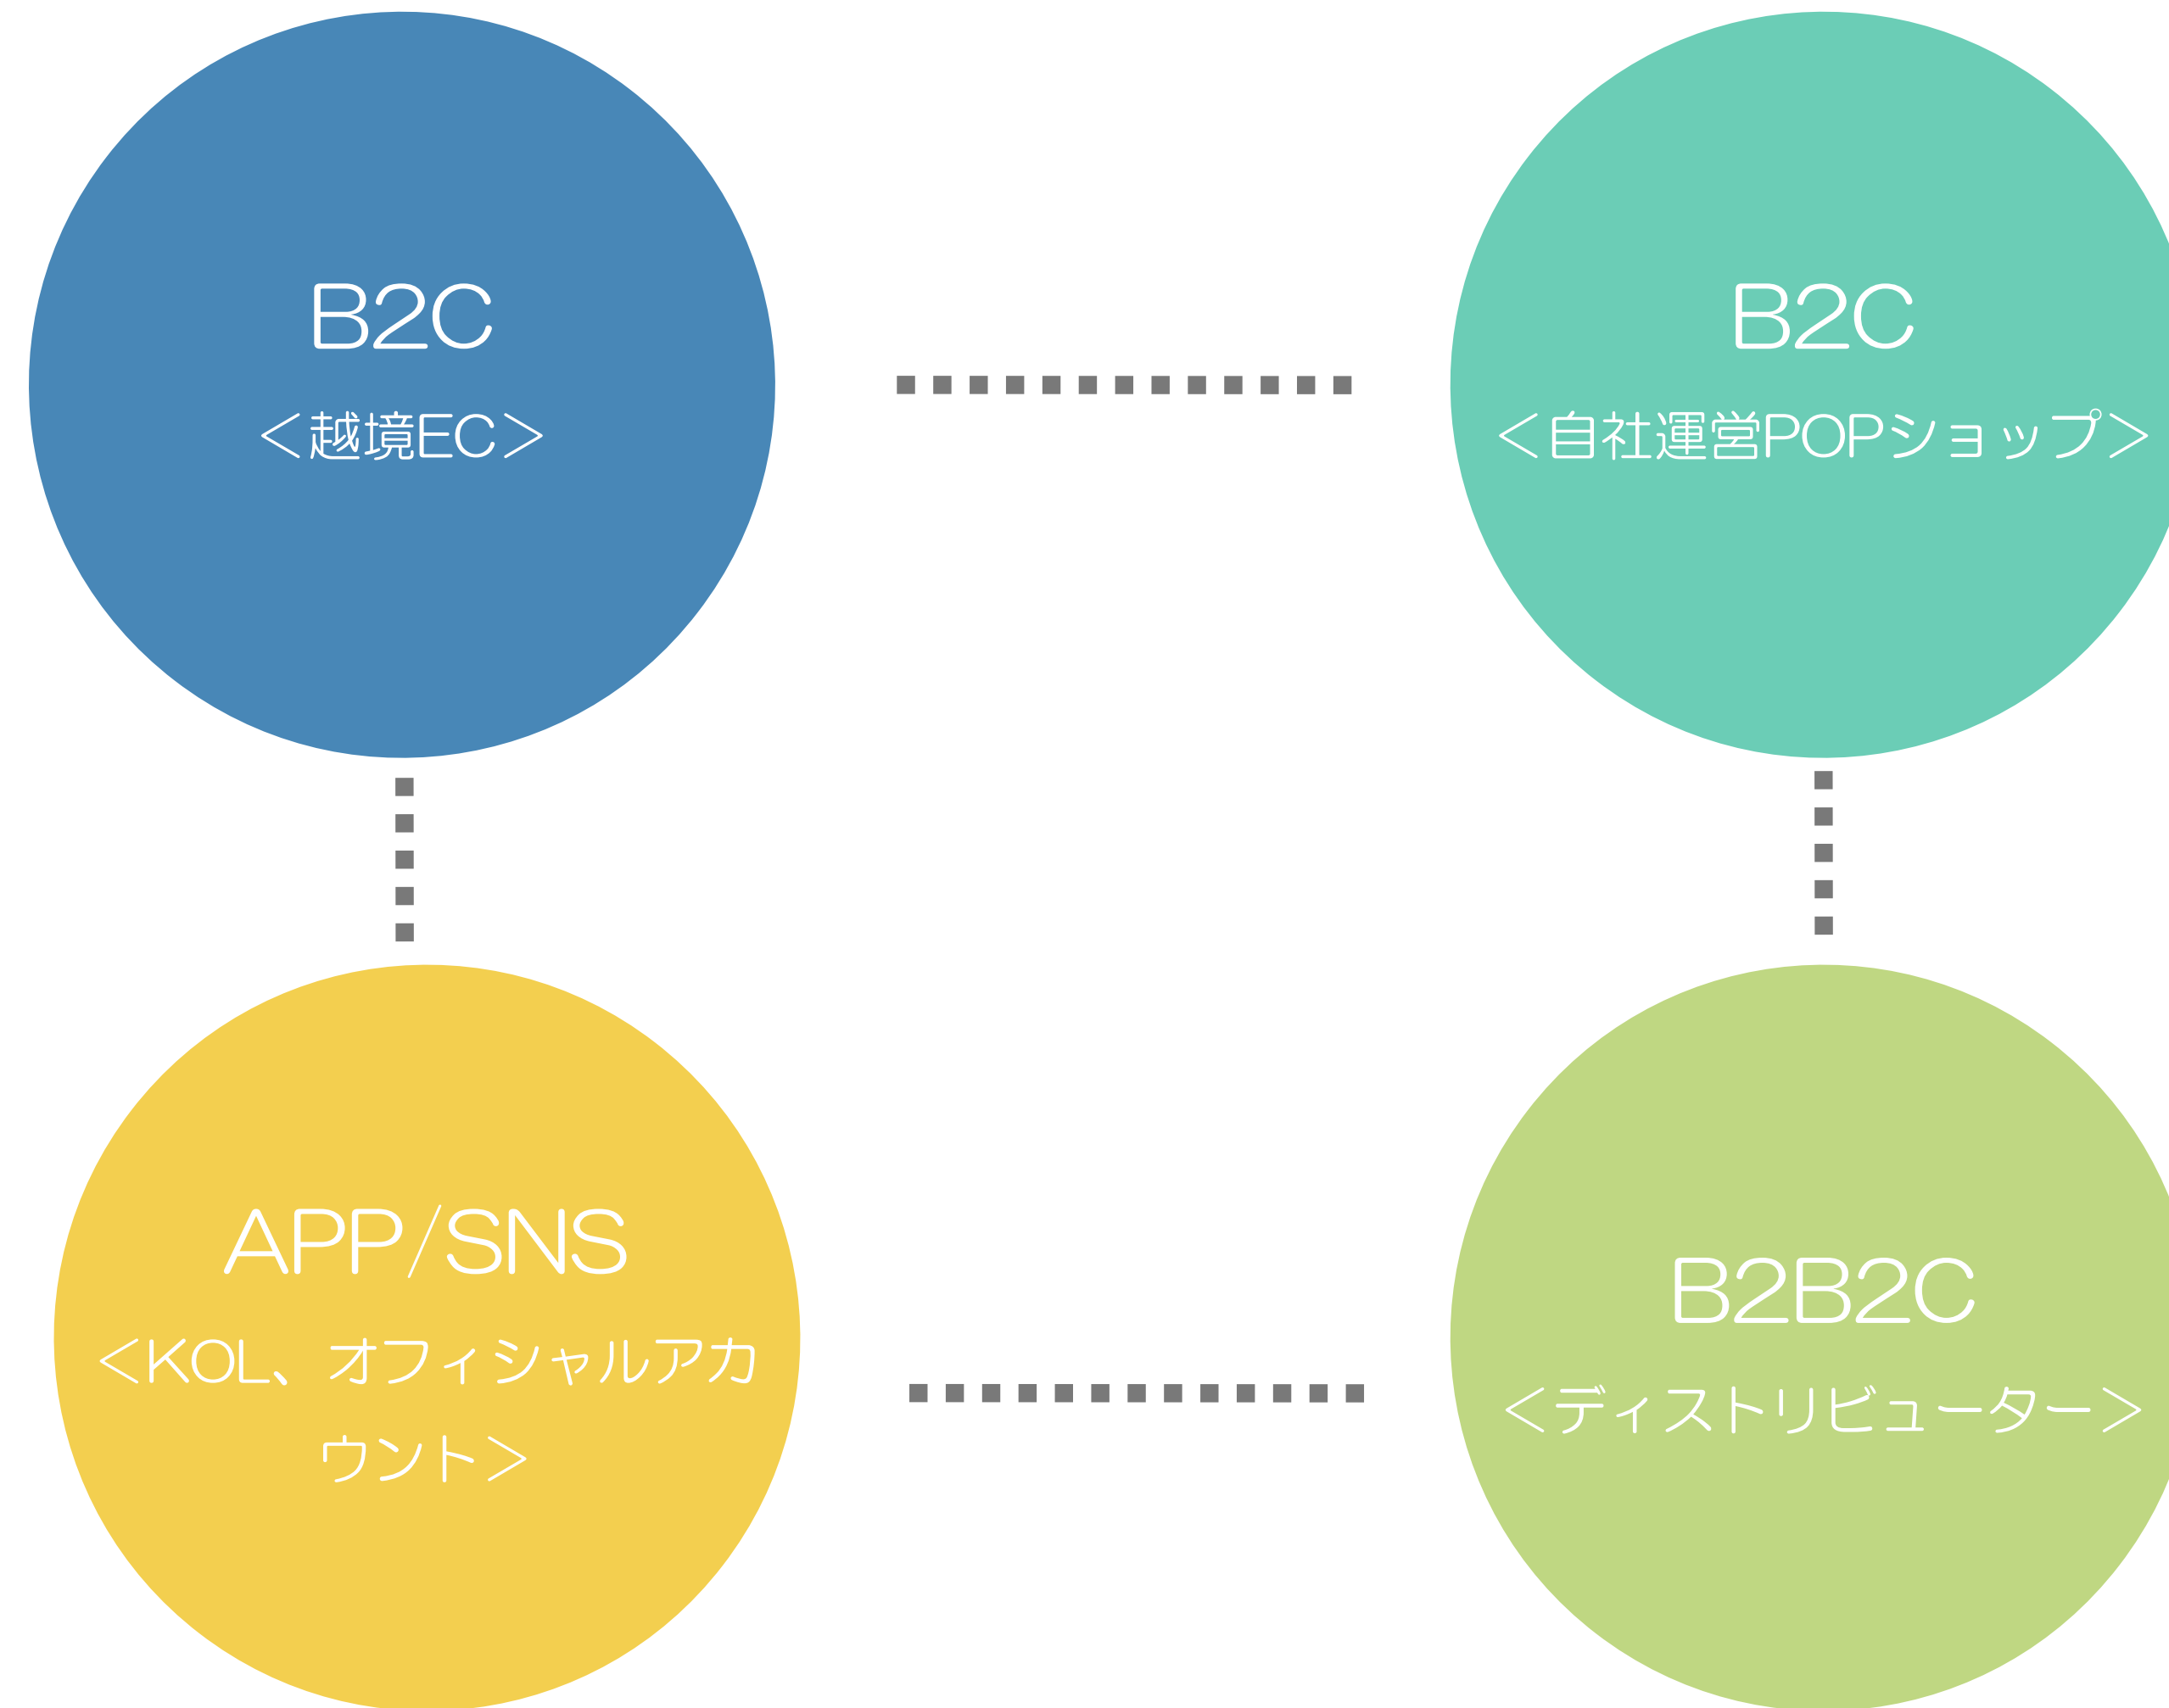 B2C
<越境EC>
B2C
<自社運営POPショップ>
APP/SNS
<KOL、オフィシャルアカ
ウント>
B2B2C
<ディストリビューター>